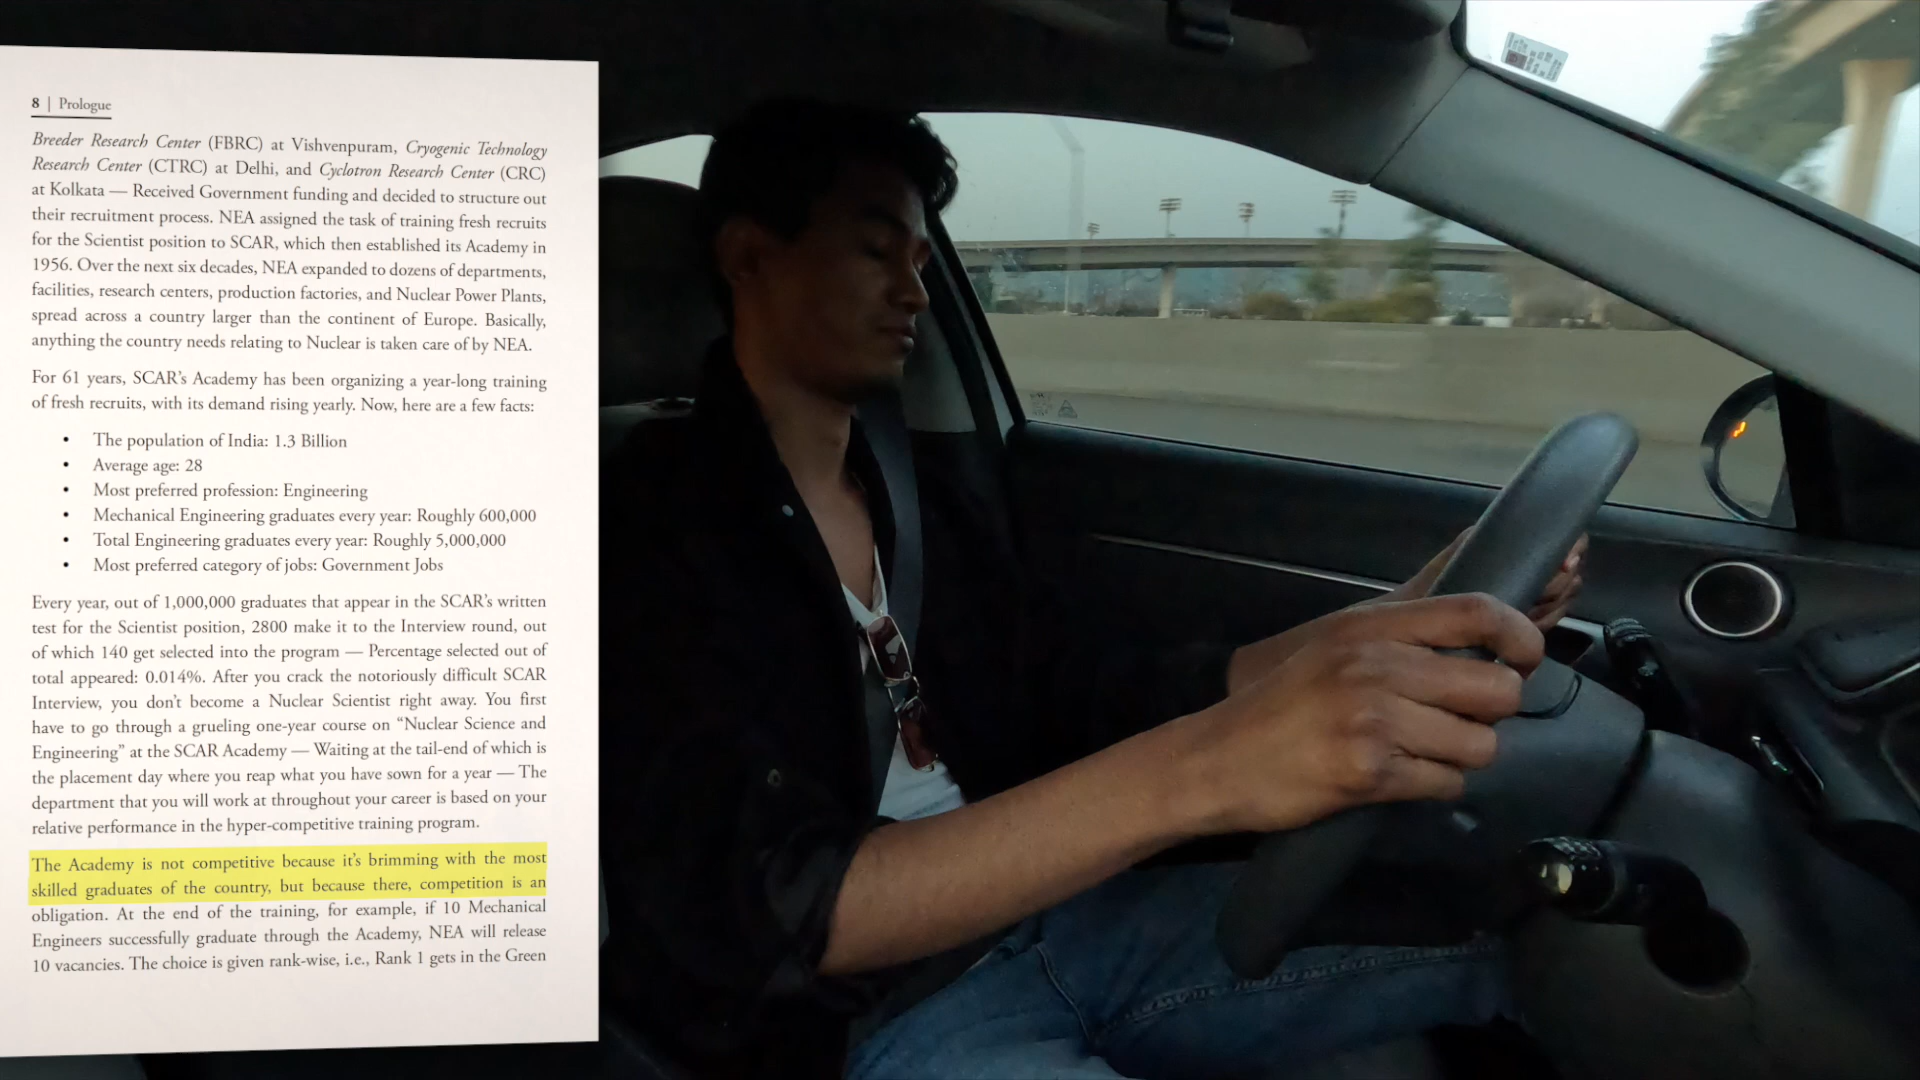 8 | Prologue
Breeder Research Center (FBRC) at Vishvenpuram, Cryogenic Technology
Research Center (CTRC) at Delhi, and Cyclotron Research Center (CRC)
at Kolkata — Received Government funding and decided to structure out
their recruitment process. NEA assigned the task of training fresh recruits
for the Scientist position to SCAR, which then established its Academy in
1956. Over the next six decades, NEA expanded to dozens of departments,
facilities, research centers, production factories, and Nuclear Power Plants,
spread across a country larger than the continent of Europe. Basically,
anything the country needs relating to Nuclear is taken care of by NEA.
For 61 years, SCAR's Academy has been organizing a year-long training
of fresh recruits, with its demand rising yearly. Now, here are a few facts:
• The population of India: 1.3 Billion
• Average age: 28
• Most preferred profession: Engineering
• Mechanical Engineering graduates every year: Roughly 600,000
• Total Engineering graduates every year: Roughly 5,000,000
• Most preferred category of jobs: Government Jobs
Every year, out of 1,000,000 graduates that appear in the SCAR's written
test for the Scientist position, 2800 make it to the Interview round, out
of which 140 get selected into the program — Percentage selected out of
total appeared: 0.014%. After you crack the notoriously difficult SCAR
Interview, you don't become a Nuclear Scientist right away. You first
have to go through a grueling one-year course on “Nuclear Science and
Engineering” at the SCAR Academy — Waiting at the tail-end of which is
the placement day where you reap what you have sown for a year — The
department that you will work at throughout your career is based on your
relative performance in the hyper-competitive training program.
The Academy is not competitive because it's brimming with the most
skilled graduates of the country, but because there, competition is an
obligation. At the end of the training, for example, if 10 Mechanical
Engineers successfully graduate through the Academy, NEA will release
10 vacancies. The choice is given rank-wise, i.e., Rank 1 gets in the Green